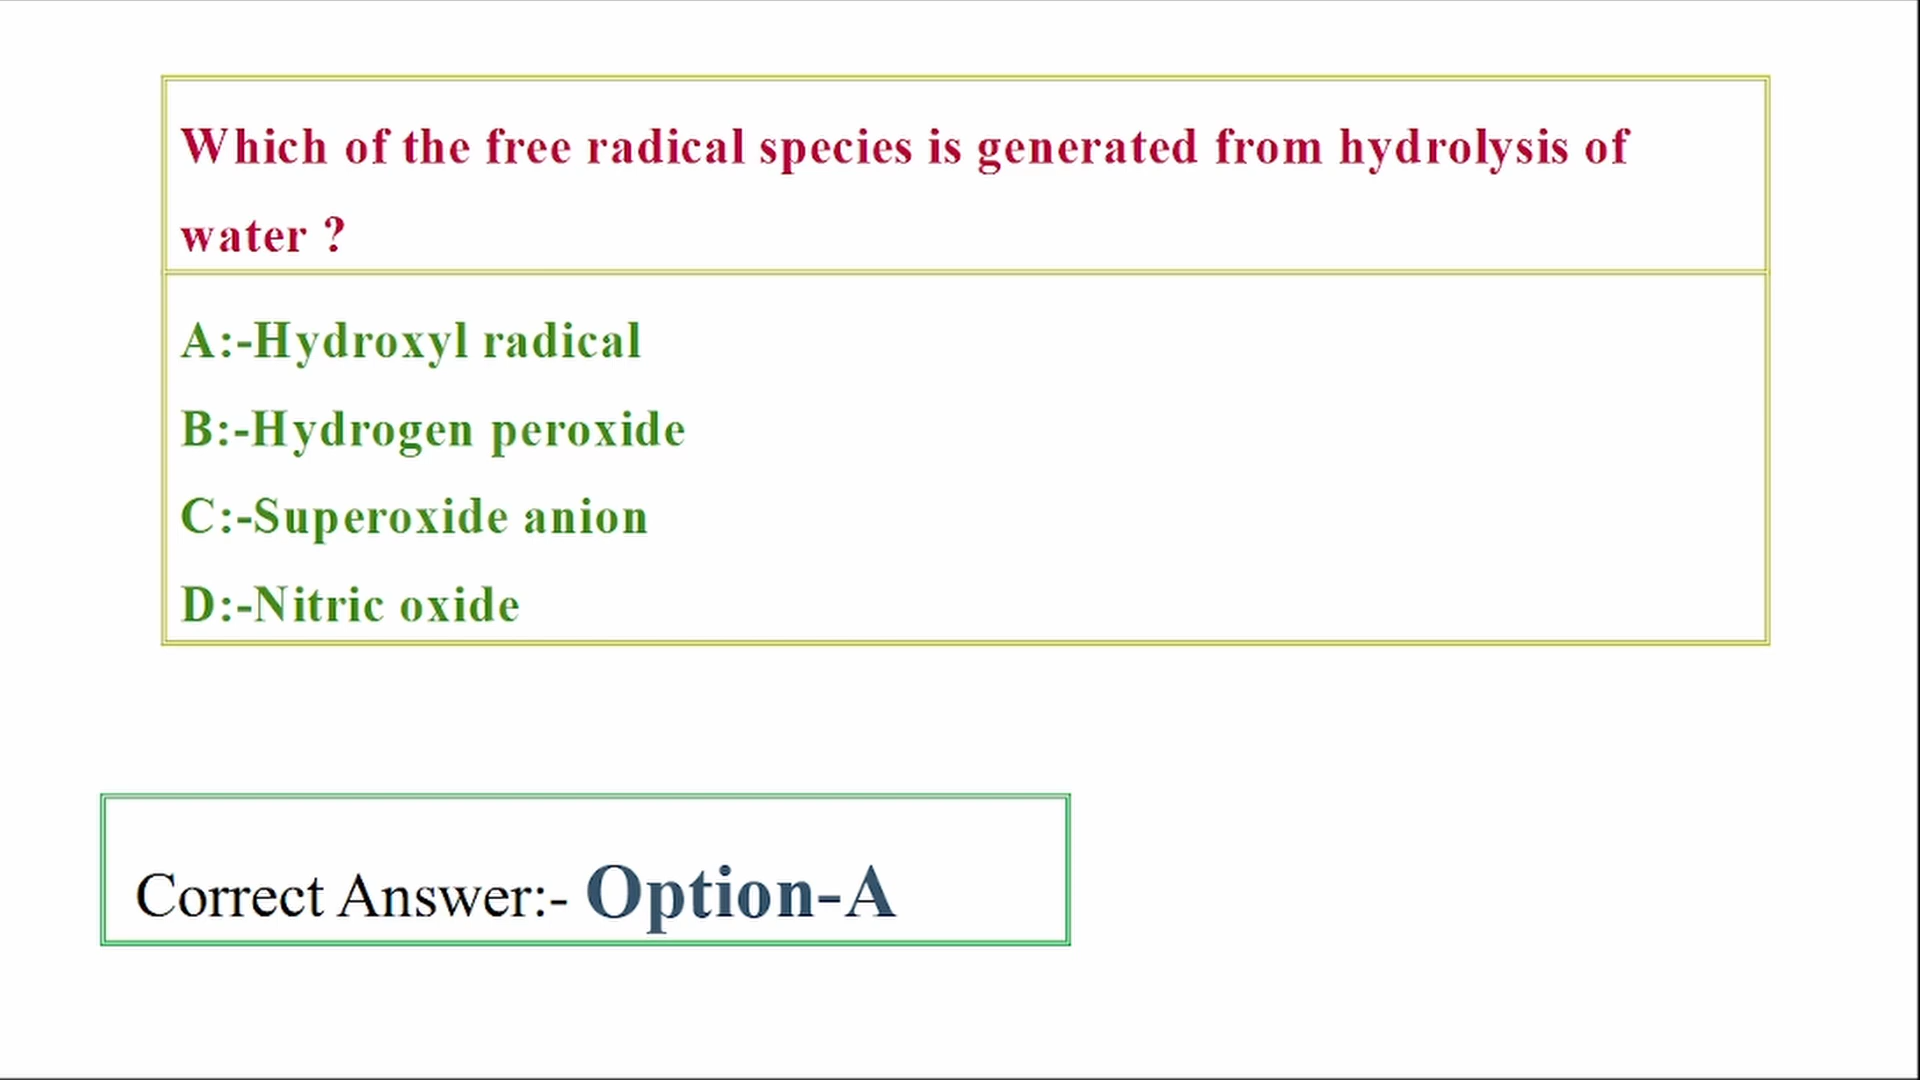 Which of the free radical species is generated from hydrolysis of
water ?
A:-Hydroxyl radical
B:-Hydrogen peroxide
C:-Superoxide anion
D:-Nitric oxide
Correct Answer:- Option-A